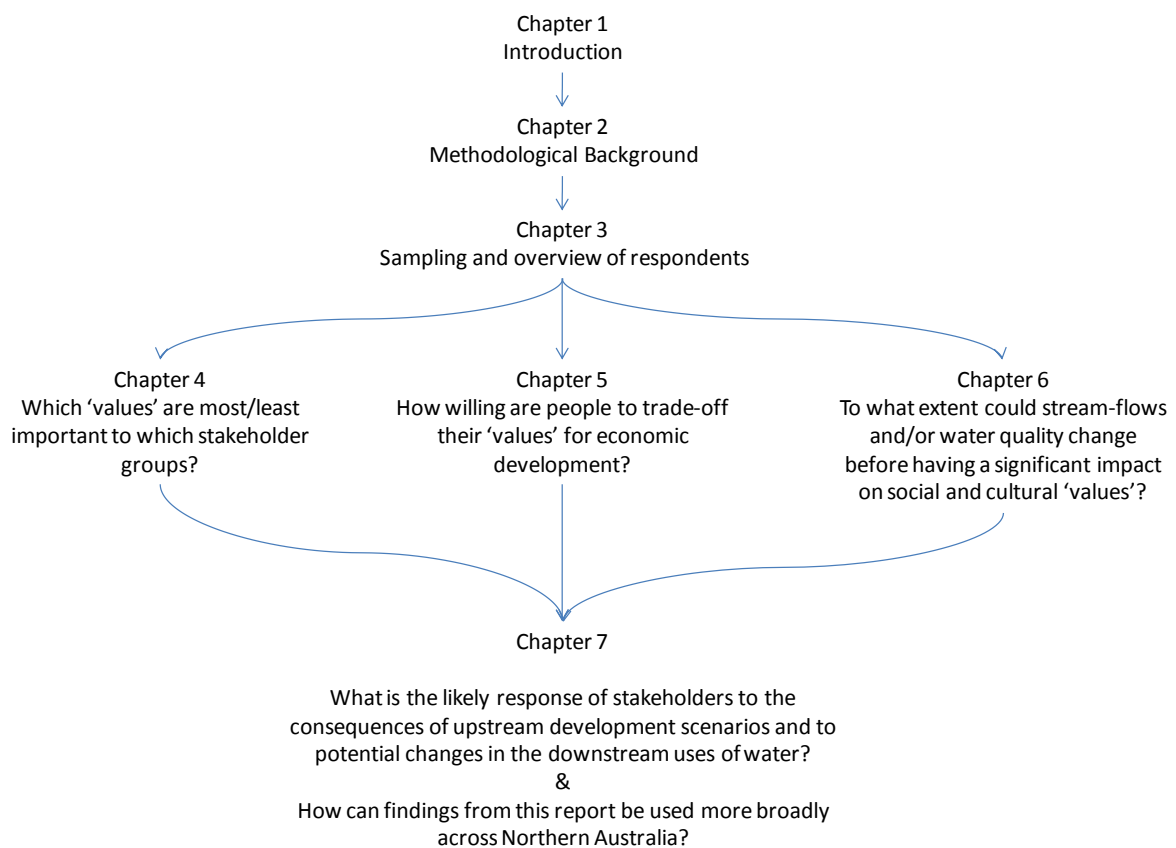 Chapter 1
Introduction
Chapter 2
Methodological Background
Chapter 3
Sampling and overview of respondents
Chapter 4
Which ‘values’ are most/least
important to which stakeholder
groups?
Chapter 5
How willing are people to trade-off
their ‘values’ for economic
development?
Chapter 6
To what extent could stream-flows
and/or water quality change
before having a significant impact
on social and cultural ‘values’?
Chapter 7
What is the likely response of stakeholders to the
consequences of upstream development scenarios and to
potential changes in the downstream uses of water?
&
How can findings from this report be used more broadly
across Northern Australia?